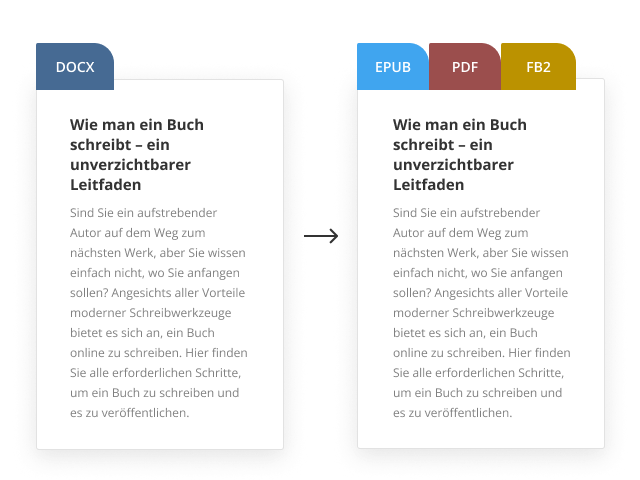 DOCX
Wie man ein Buch
schreibt – ein
unverzichtbarer
Leitfaden
Sind Sie ein aufstrebender
Autor auf dem Weg zum
nächsten Werk, aber Sie wissen
einfach nicht, wo Sie anfangen
sollen? Angesichts aller Vorteile
moderner Schreibwerkzeuge
bietet es sich an, ein Buch
online zu schreiben. Hier finden
Sie alle erforderlichen Schritte,
um ein Buch zu schreiben und
es zu veröffentlichen.
EPUB PDF FB2
Wie man ein Buch
schreibt – ein
unverzichtbarer
Leitfaden
Sind Sie ein aufstrebender
Autor auf dem Weg zum
nächsten Werk, aber Sie wissen
einfach nicht, wo Sie anfangen
sollen? Angesichts aller Vorteile
moderner Schreibwerkzeuge
bietet es sich an, ein Buch
online zu schreiben. Hier finden
Sie alle erforderlichen Schritte,
um ein Buch zu schreiben und
es zu veröffentlichen.